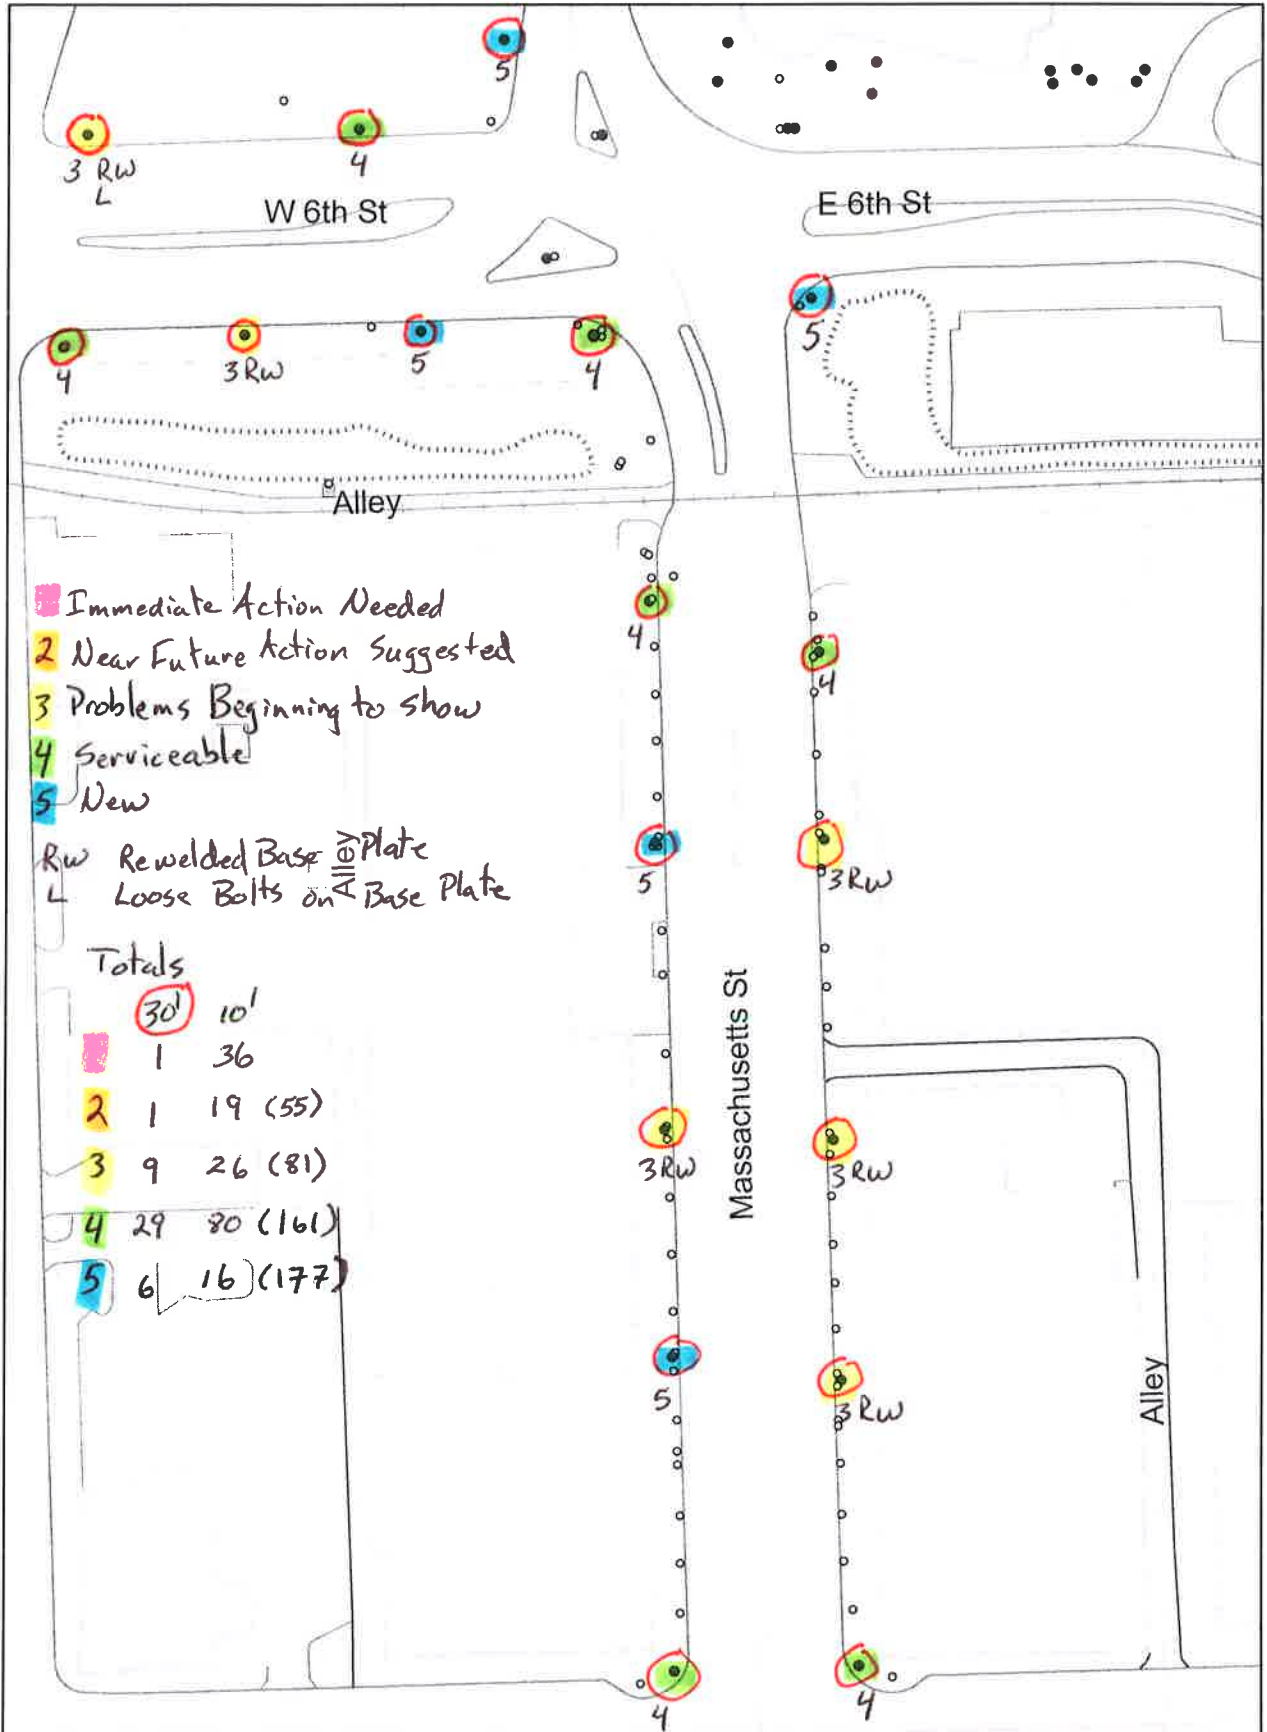 5
3 RW
L
4
W 6th St
E 6th St
5
4
3 RW
5
4
Alley
Immediate Action Needed
2 Near Future Action Suggested
3 Problems Beginning to show
4 Serviceable
5 New
RW Rewelded Base Plate
L Loose Bolts on Base Plate
Alley
4
4
5
3 RW
Totals
30' 10'
1 36
2 1 19 (55)
3 9 26 (81)
4 29 80 (161)
5 6 16 (177)
Massachusetts St
3 RW
3 RW
5
3 RW
Alley
4
4